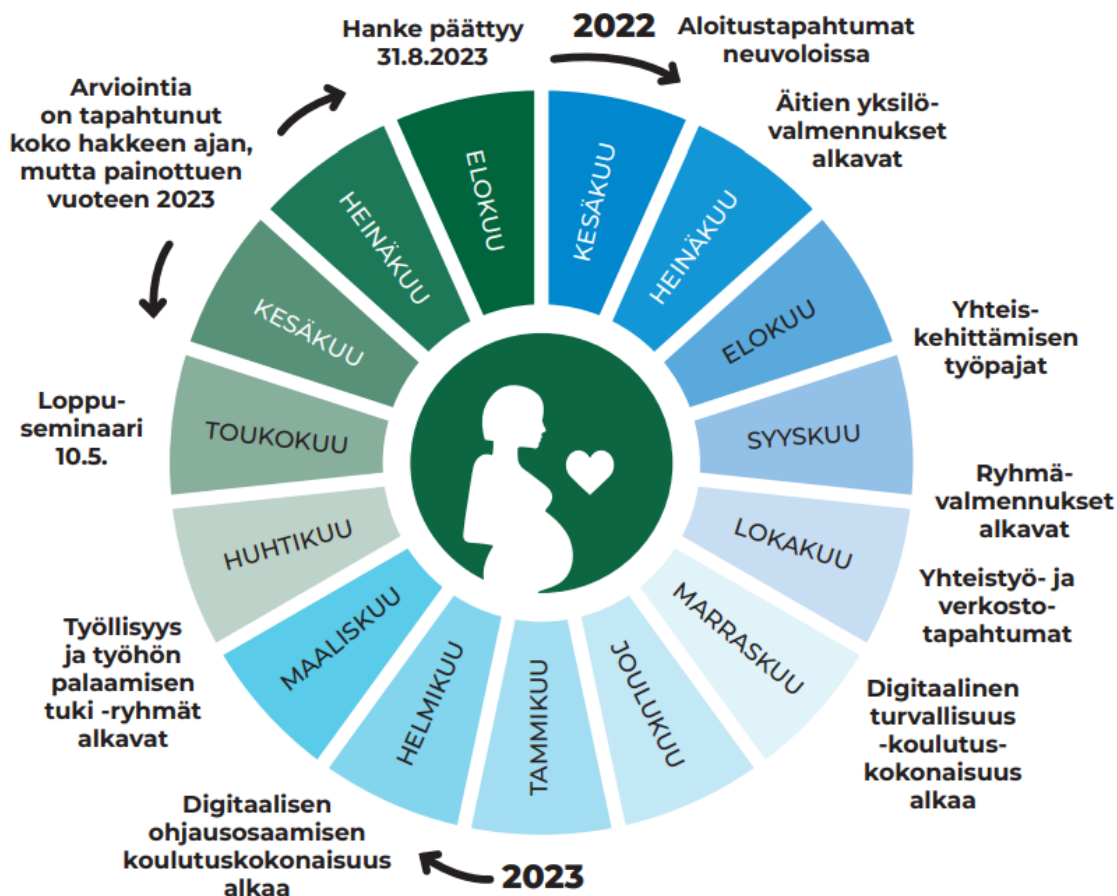 2022
Aloitustapahtumat
neuvoloissa
Äitien yksilö-
valmennukset
alkavat
Yhteis-
kehittämisen
työpajat
Ryhmä-
valmennukset
alkavat
Yhteistyö- ja
verkosto-
tapahtumat
Digitaalinen
turvallisuus
-koulutus-
kokonaisuus
alkaa
2023
Digitaalisen
ohjausosaamisen
koulutuskokonaisuus
alkaa
Työllisyys
ja työhön
palaamisen
tuki -ryhmät
alkavat
Loppu-
seminaari
10.5.
Arviointia
on tapahtunut
koko hakkeen ajan,
mutta painottuen
vuoteen 2023
Hanke päättyy
31.8.2023
KESÄKUU
HEINÄKUU
ELOKUU
SYYSKUU
LOKAKUU
MARRASKUU
JOULUKUU
TAMMIKUU
HELMIKUU
MAALISKUU
HUHTIKUU
TOUKOKUU
KESÄKUU
HEINÄKUU
ELOKUU